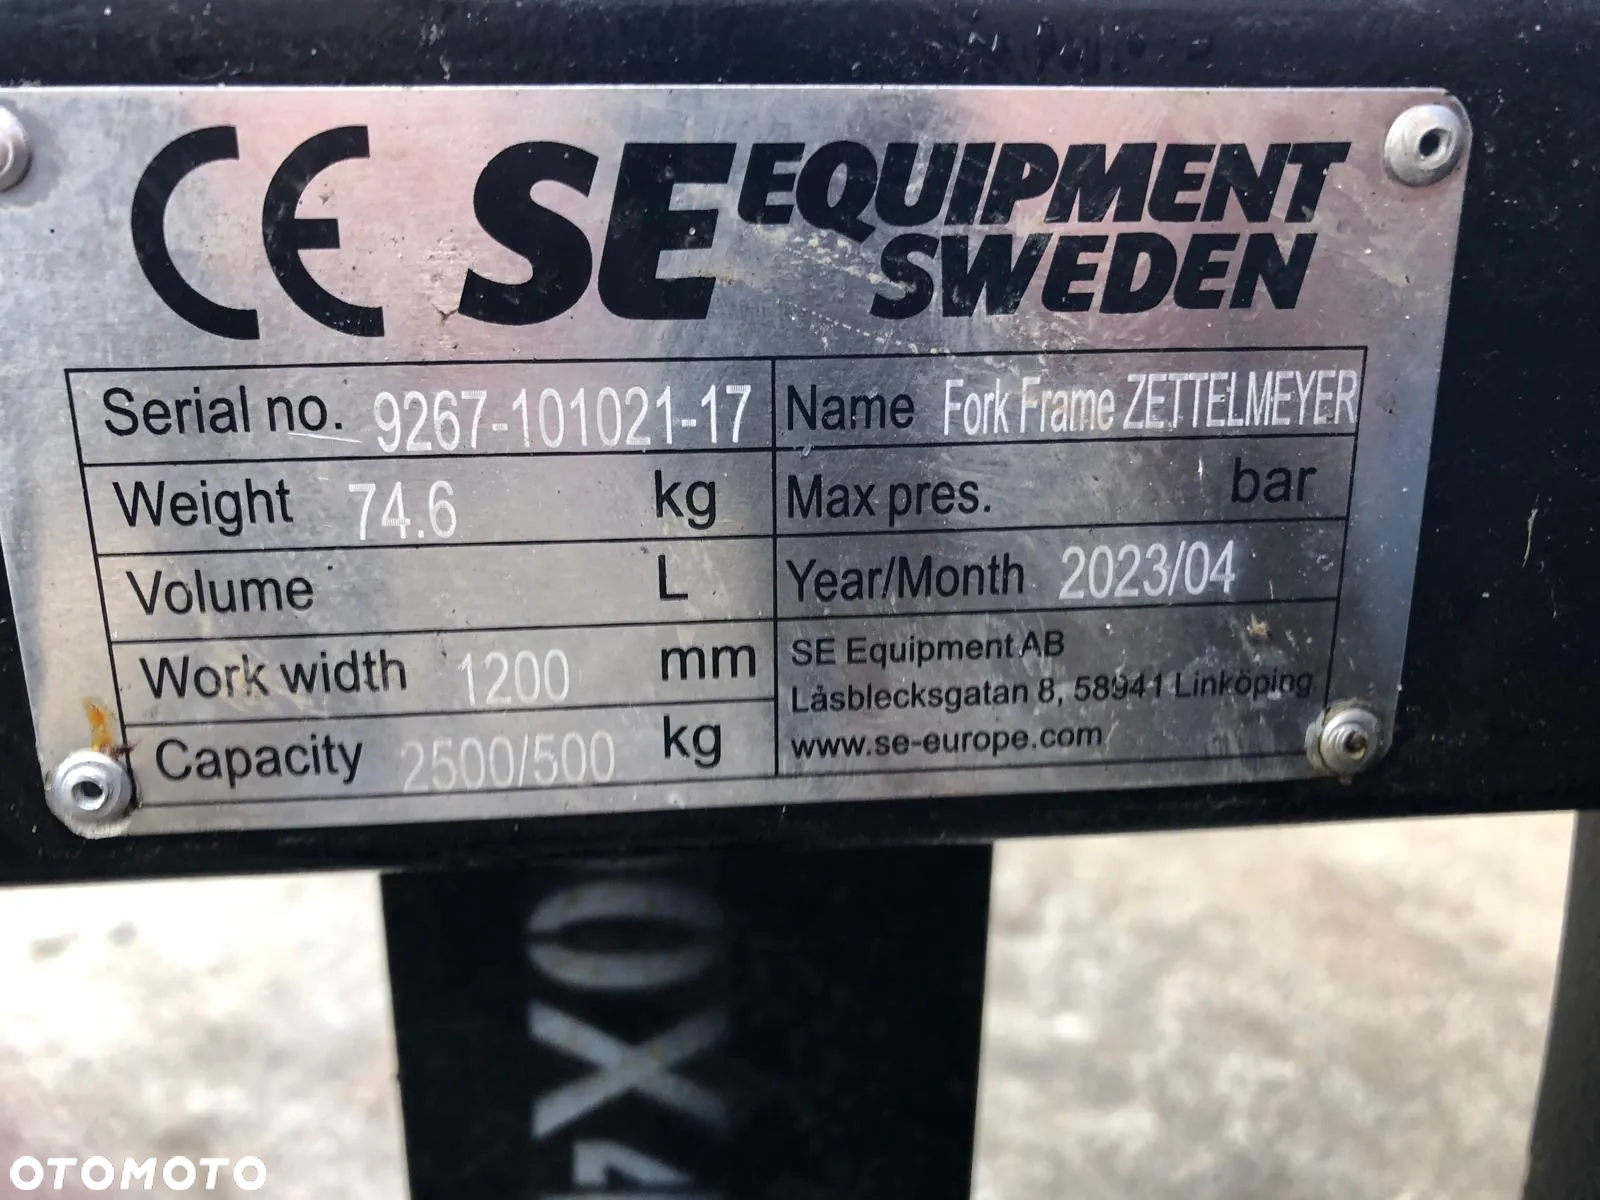 CE SE EQUIPMENT
SWEDEN
Serial no. 9267-101021-17 Name Fork Frame ZETTELMEYER
Weight 74.6 kg Max pres. bar
Volume L Year/Month 2023/04
Work width 1200 mm SE Equipment AB
Låsblecksgatan 8, 58941 Linköping
Capacity 2500/500 kg www.se-europe.com
OTOMOTO